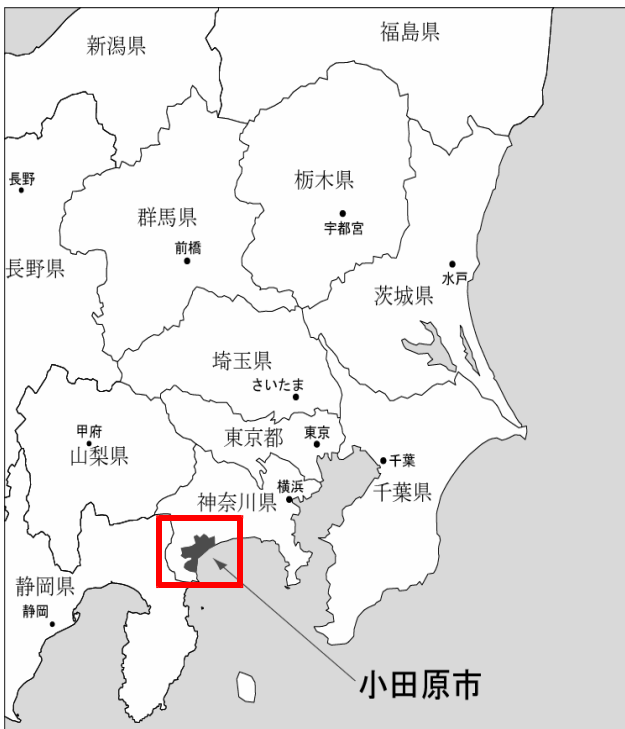 福島県
新潟県
長野
栃木県
群馬県
宇都宮
前橋
長野県
水戸
茨城県
埼玉県
さいたま
甲府
東京都
東京
山梨県
千葉
横浜
千葉県
神奈川県
静岡県
静岡
小田原市